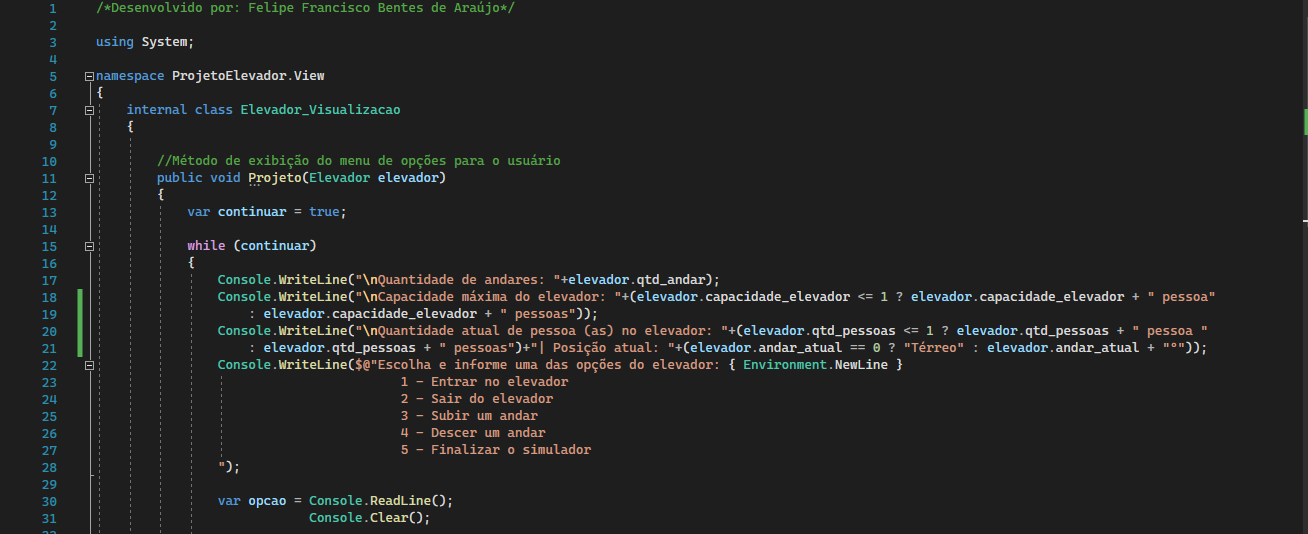 1 /*Desenvolvido por: Felipe Francisco Bentes de Araújo*/
2
3 using System;
4
5 namespace ProjetoElevador.View
6 {
7 internal class Elevador_Visualizacao
8 {
9
10 //Método de exibição do menu de opções para o usuário
11 public void Projeto(Elevador elevador)
12 {
13 var continuar = true;
14
15 while (continuar)
16 {
17 Console.WriteLine("\nQuantidade de andares: "+elevador.qtd_andar);
18 Console.WriteLine("\nCapacidade máxima do elevador: "+(elevador.capacidade_elevador <= 1 ? elevador.capacidade_elevador + " pessoa"
19 : elevador.capacidade_elevador + " pessoas"));
20 Console.WriteLine("\nQuantidade atual de pessoa (as) no elevador: "+(elevador.qtd_pessoas <= 1 ? elevador.qtd_pessoas + " pessoa "
21 : elevador.qtd_pessoas + " pessoas")+"| Posição atual: "+(elevador.andar_atual == 0 ? "Térreo" : elevador.andar_atual + "°"));
22 Console.WriteLine($@"Escolha e informe uma das opções do elevador: { Environment.NewLine }
23 1 - Entrar no elevador
24 2 - Sair do elevador
25 3 - Subir um andar
26 4 - Descer um andar
27 5 - Finalizar o simulador
28 ");
29
30 var opcao = Console.ReadLine();
31 Console.Clear();